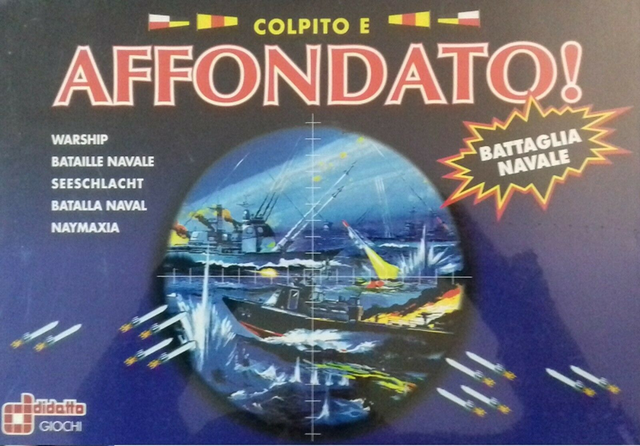 COLPITO E
AFFONDATO!
WARSHIP
BATAILLE NAVALE
SEESCHLACHT
BATALLA NAVAL
NAYMAXIA
BATTAGLIA
NAVALE
didatto
GIOCHI